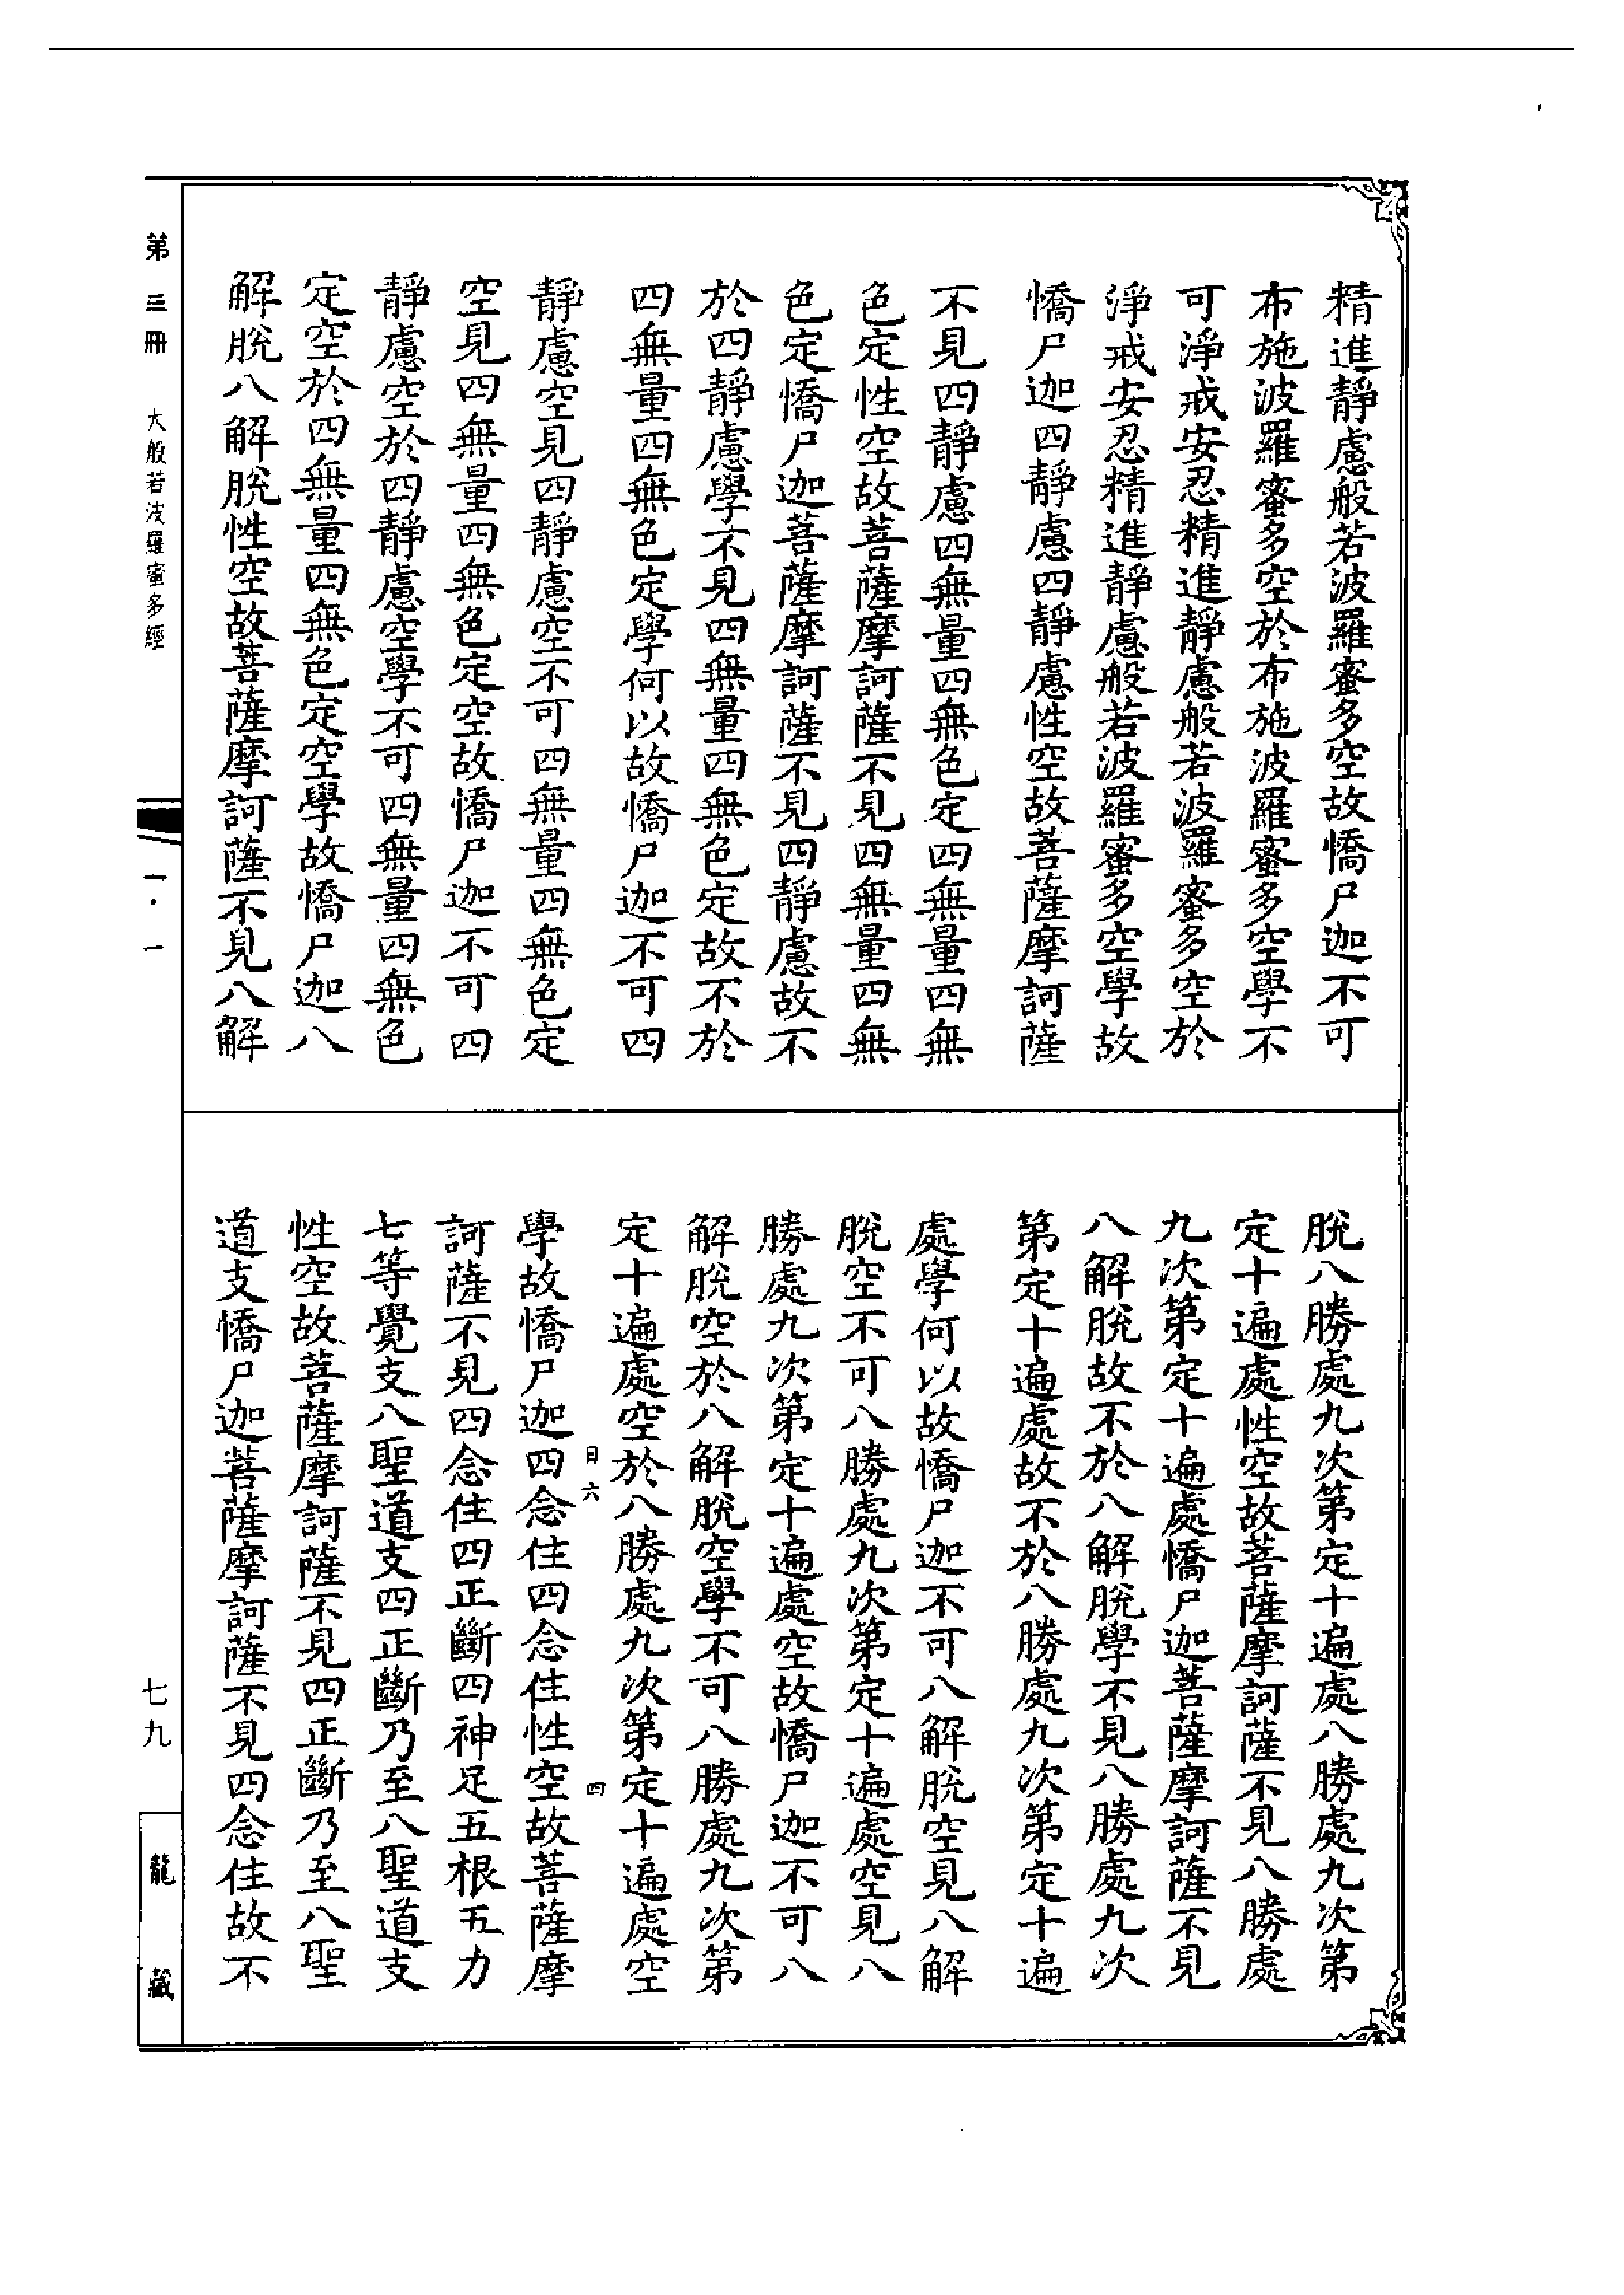 精進靜慮般若波羅蜜多空故憍尸迦不可
布施波羅蜜多空於布施波羅蜜多空學不
可淨戒安忍精進靜慮般若波羅蜜多空於
淨戒安忍精進靜慮般若波羅蜜多空學故
憍尸迦四靜慮四靜慮性空故菩薩摩訶薩
不見四靜慮四無量四無色定四無量四無
色定性空故菩薩摩訶薩不見四無量四無
色定憍尸迦菩薩摩訶薩不見四靜慮故不
於四靜慮學不見四無量四無色定故不於
四無量四無色定學何以故憍尸迦不可四
靜慮空見四靜慮空不可四無量四無色定
空見四無量四無色定空故憍尸迦不可四
靜慮空於四靜慮空學不可四無量四無色
定空於四無量四無色定空學故憍尸迦八
解脫八解脫性空故菩薩摩訶薩不見八解
脫八勝處九次第定十遍處八勝處九次第
定十遍處性空故菩薩摩訶薩不見八勝處
九次第定十遍處憍尸迦菩薩摩訶薩不見
八解脫故不於八解脫學不見八勝處九次
第定十遍處故不於八勝處九次第定十遍
處學何以故憍尸迦不可八解脫空見八解
脫空不可八勝處九次第定十遍處空見八
勝處九次第定十遍處空故憍尸迦不可八
解脫空於八解脫空學不可八勝處九次第
定十遍處空於八勝處九次第定十遍處空
日六 四
學故憍尸迦四念住四念住性空故菩薩摩
訶薩不見四念住四正斷四神足五根五力
七等覺支八聖道支四正斷乃至八聖道支
性空故菩薩摩訶薩不見四正斷乃至八聖
道支憍尸迦菩薩摩訶薩不見四念住故不
第三冊 大般若波羅蜜多經
一·一
七九
龍藏